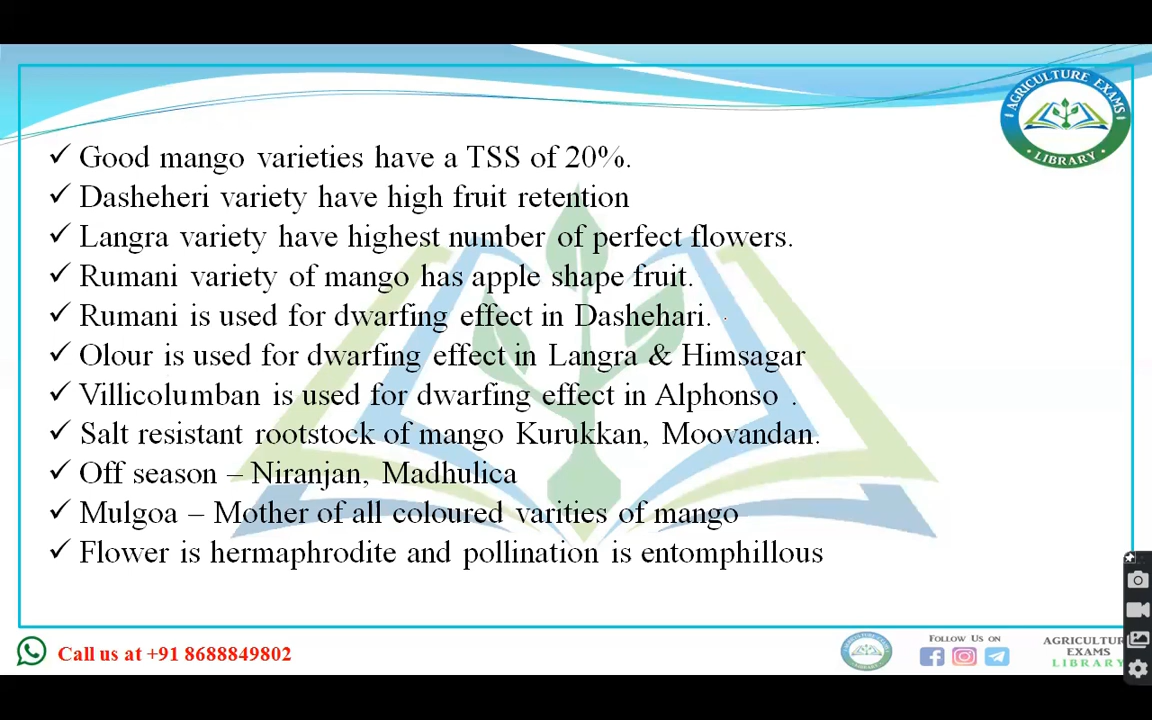 AGRICULTURE EXAMS
LIBRARY
✓ Good mango varieties have a TSS of 20%.
✓ Dasheheri variety have high fruit retention
✓ Langra variety have highest number of perfect flowers.
✓ Rumani variety of mango has apple shape fruit.
✓ Rumani is used for dwarfing effect in Dashehari.
✓ Olour is used for dwarfing effect in Langra & Himsagar
✓ Villicolumban is used for dwarfing effect in Alphonso .
✓ Salt resistant rootstock of mango Kurukkan, Moovandan.
✓ Off season – Niranjan, Madhulica
✓ Mulgoa – Mother of all coloured varities of mango
✓ Flower is hermaphrodite and pollination is entomphillous
Call us at +91 8688849802
FOLLOW US ON
AGRICULTUR
EXAMS
LIBRARY